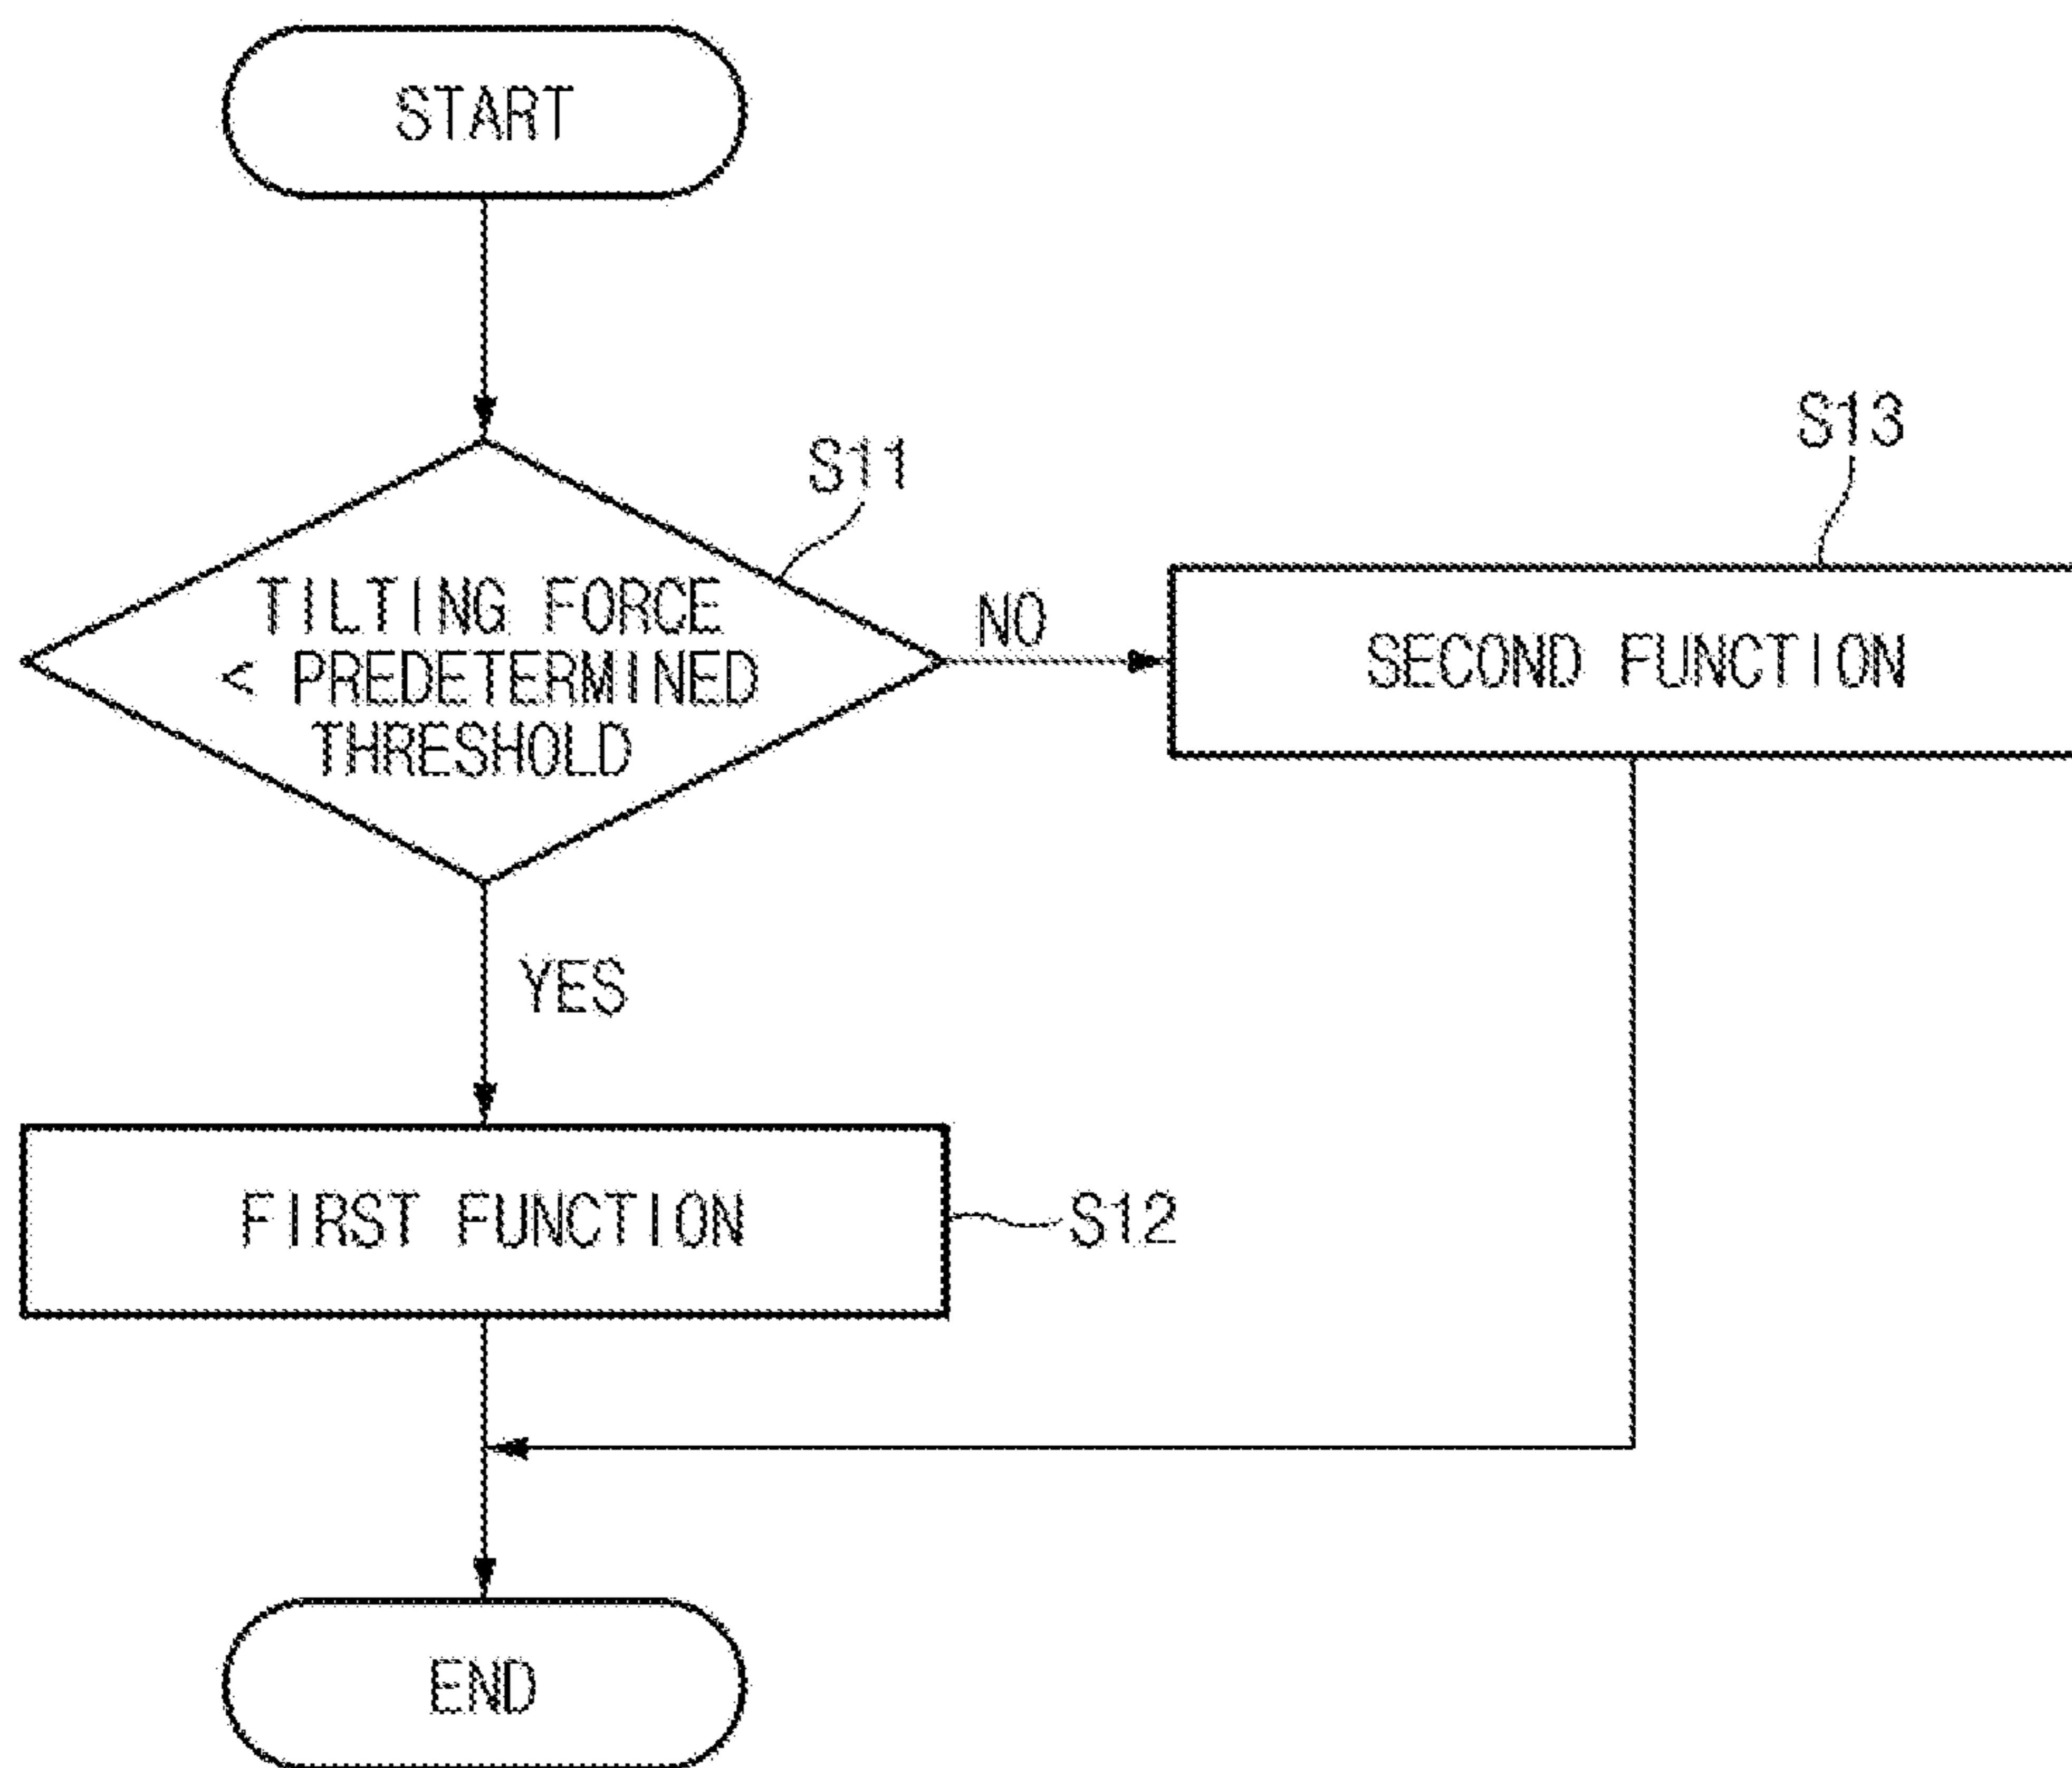 START
S11
S13
TILTING FORCE
< PREDETERMINED
THRESHOLD
NO
SECOND FUNCTION
YES
FIRST FUNCTION
S12
END